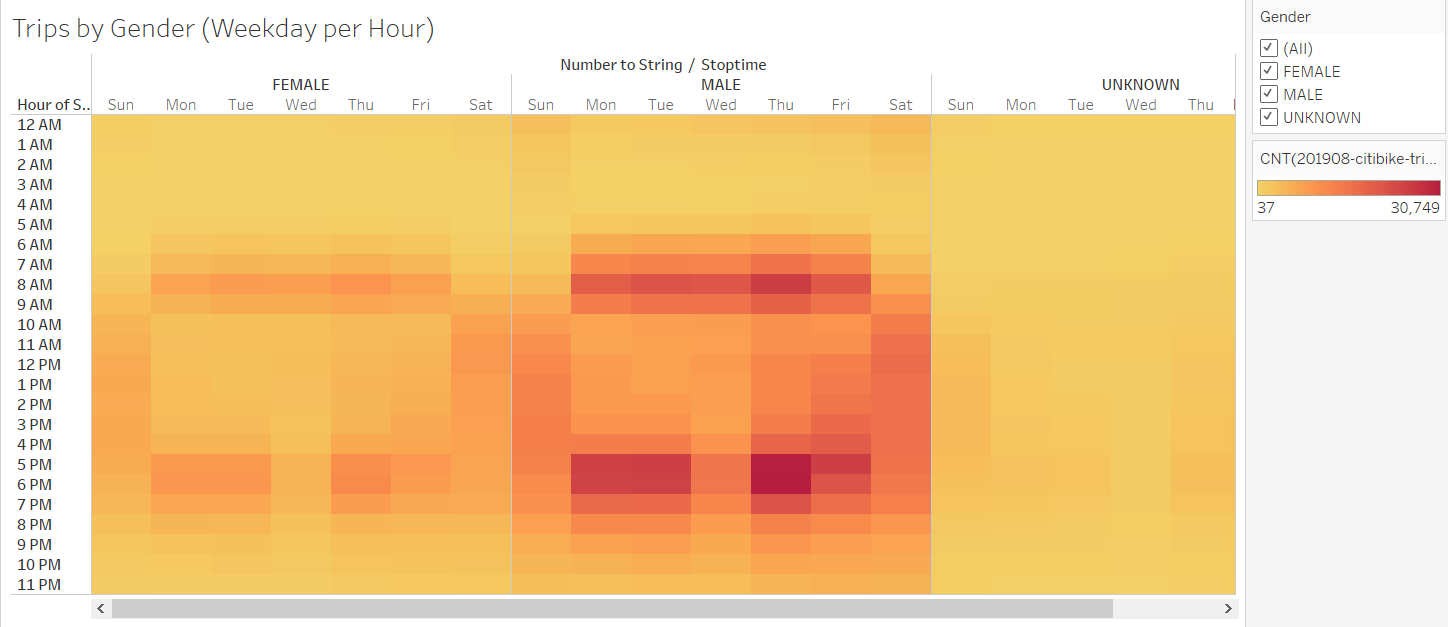 Trips by Gender (Weekday per Hour)
Number to String / Stoptime
FEMALE MALE UNKNOWN
Hour of S.. Sun Mon Tue Wed Thu Fri Sat Sun Mon Tue Wed Thu Fri Sat Sun Mon Tue Wed Thu
12 AM
1 AM
2 AM
3 AM
4 AM
5 AM
6 AM
7 AM
8 AM
9 AM
10 AM
11 AM
12 PM
1 PM
2 PM
3 PM
4 PM
5 PM
6 PM
7 PM
8 PM
9 PM
10 PM
11 PM
Gender
(All)
FEMALE
MALE
UNKNOWN
CNT(201908-citibike-tri...
37 30,749